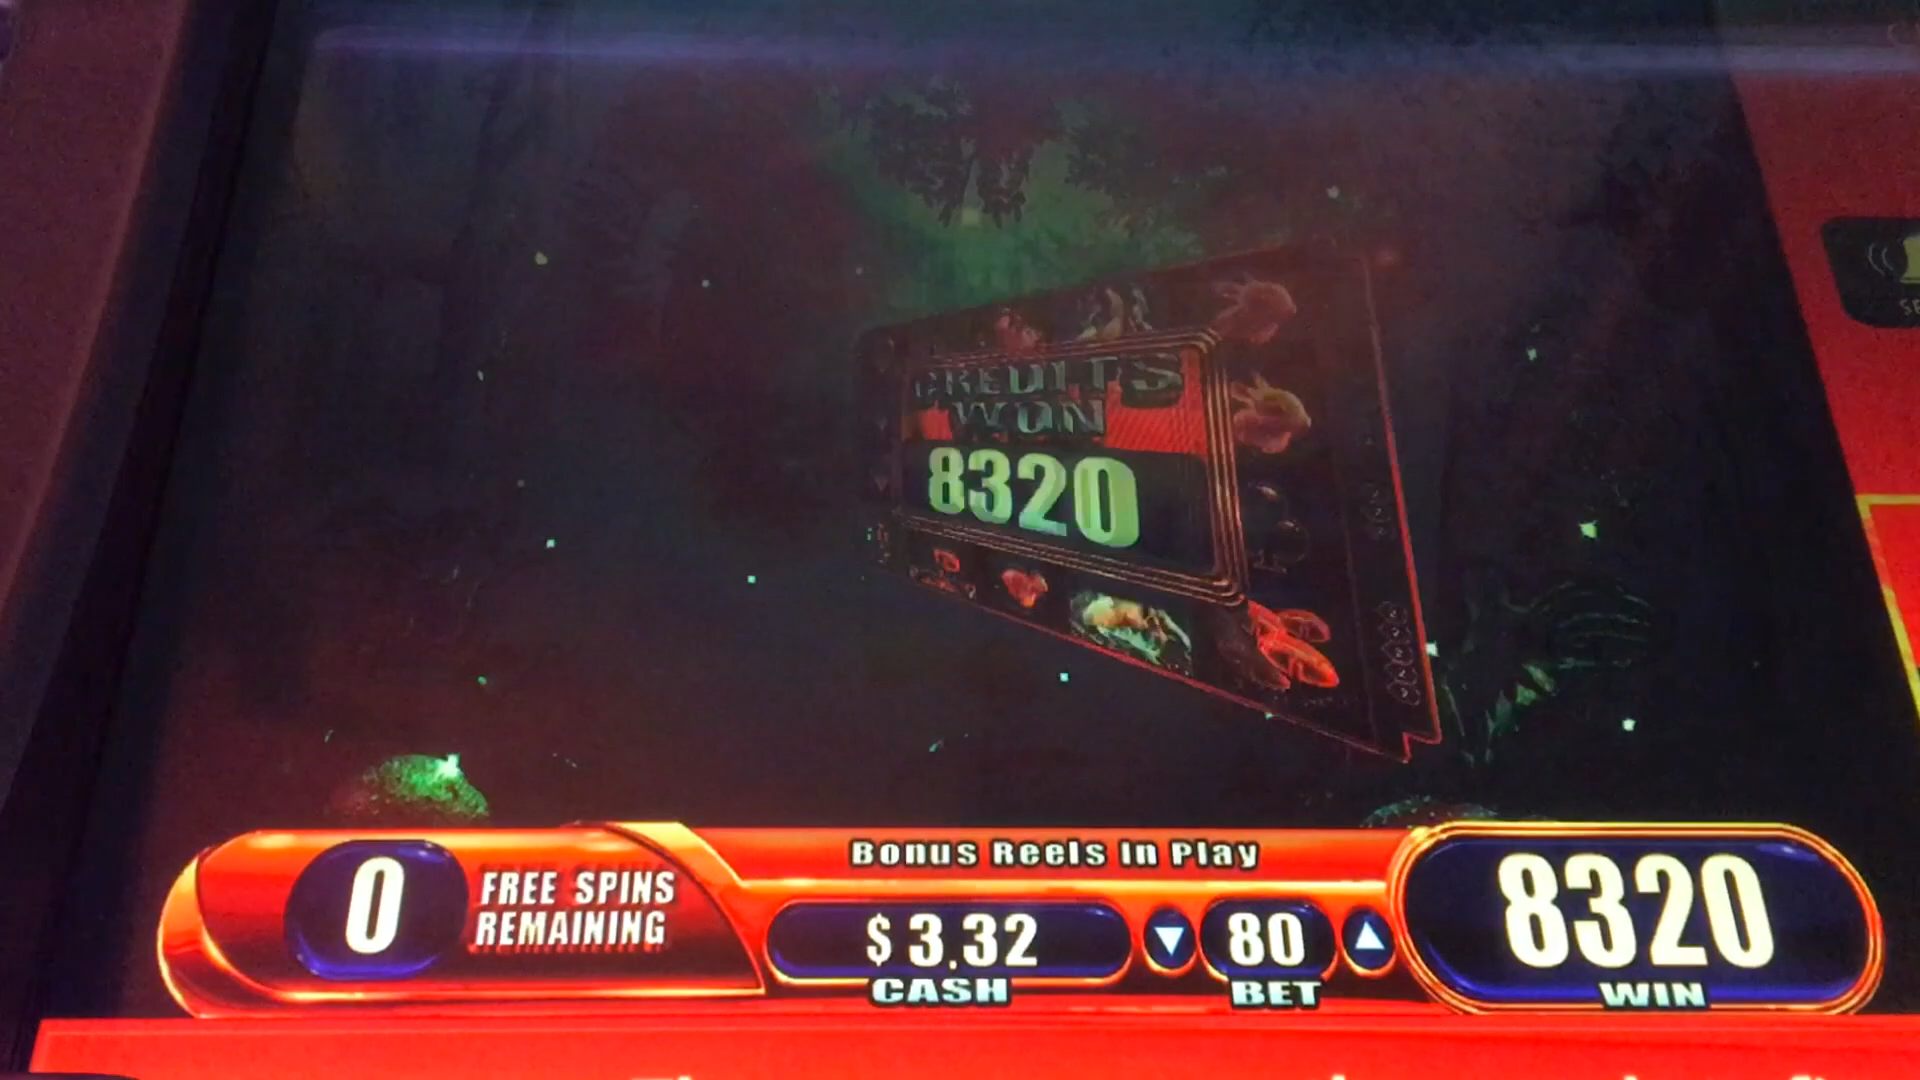 CREDITS
WON
8320
0
FREE SPINS
REMAINING
Bonus Reels In Play
$3.32
CASH
80
BET
8320
WIN